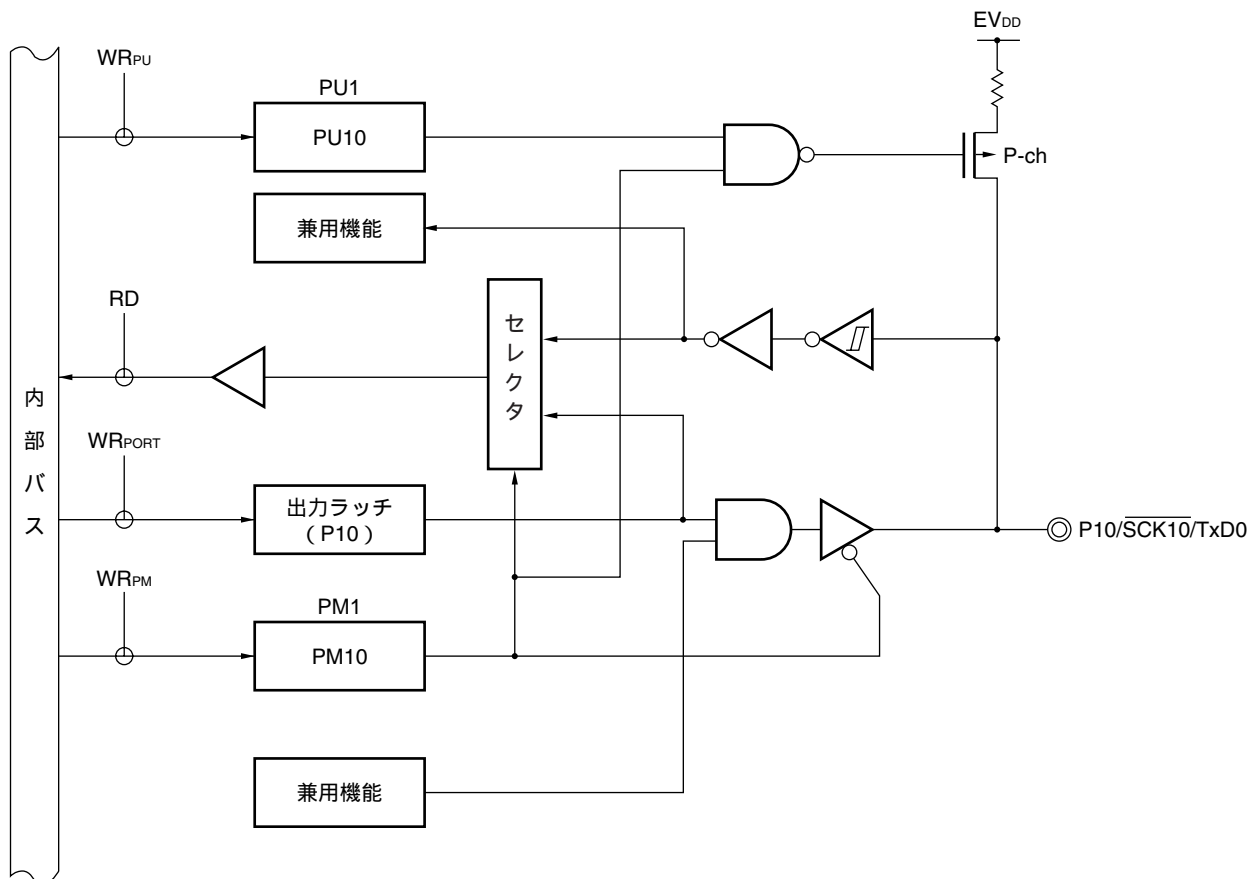 EVDD
WRPU
PU1
PU10
P-ch
兼用機能
RD
セレクタ
内部バス
WRPORT
出力ラッチ
(P10)
P10/SCK10/TxD0
WRPM
PM1
PM10
兼用機能